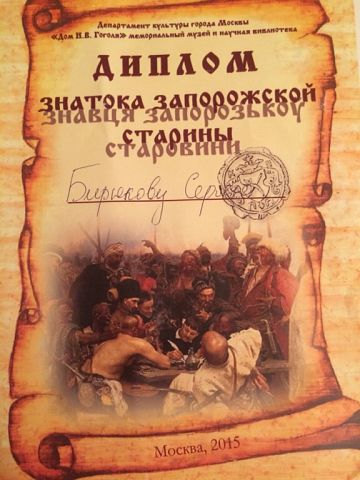 Департамент культуры города Москвы
«Дом Н.В. Гоголя» мемориальный музей и научная библиотека
ДИПЛОМ
ЗНАТОКА ЗАПОРОЖСКОЙ
ЗНАВЦЯ ЗАПОРОЗЬКОУ
СТАРИНЫ
СТАРОВИНИ
Бирюкову
Москва, 2015